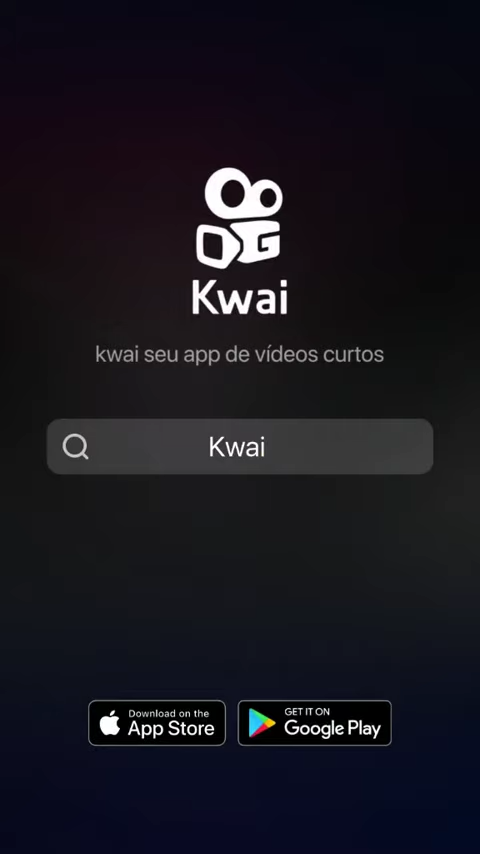 Kwai
kwai seu app de vídeos curtos
Kwai
Download on the
App Store
GET IT ON
Google Play